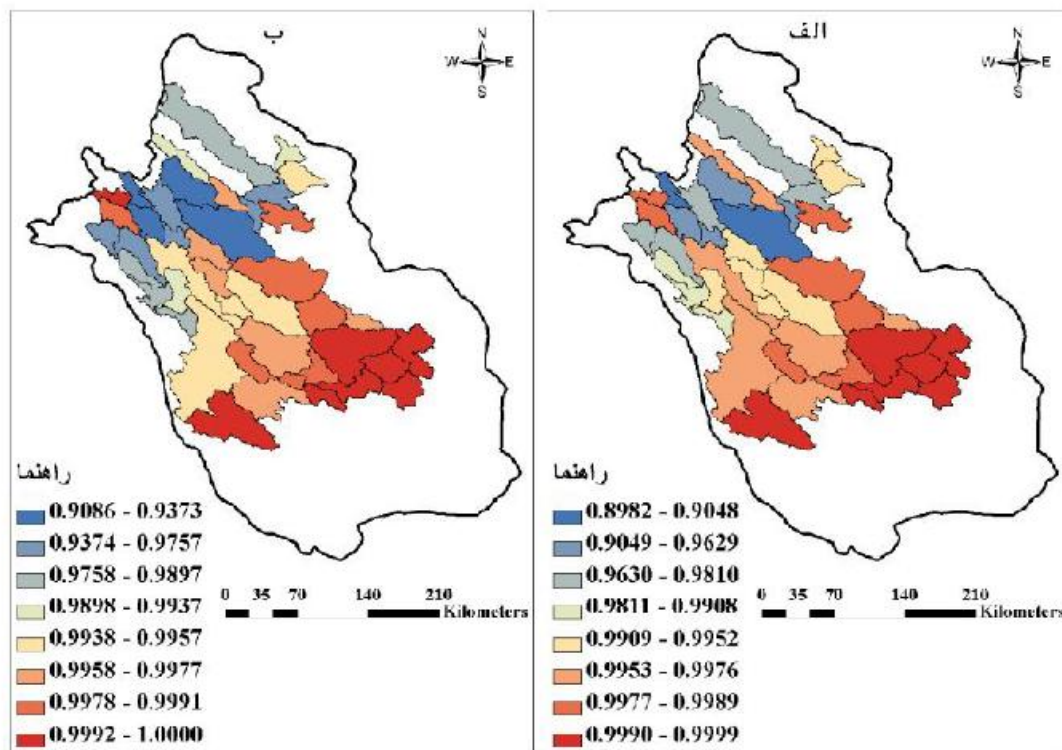 الف
N
W E
S
راهنما
0.8982 - 0.9048
0.9049 - 0.9629
0.9630 - 0.9810
0.9811 - 0.9908
0.9909 - 0.9952
0.9953 - 0.9976
0.9977 - 0.9989
0.9990 - 0.9999
0 35 70 140 210
Kilometers
ب
N
W E
S
راهنما
0.9086 - 0.9373
0.9374 - 0.9757
0.9758 - 0.9897
0.9898 - 0.9937
0.9938 - 0.9957
0.9958 - 0.9977
0.9978 - 0.9991
0.9992 - 1.0000
0 35 70 140 210
Kilometers